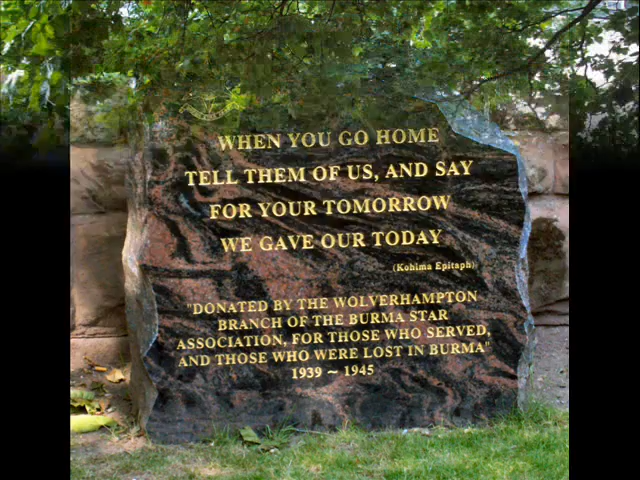 WHEN YOU GO HOME
TELL THEM OF US, AND SAY
FOR YOUR TOMORROW
WE GAVE OUR TODAY
(Kohima Epitaph)
"DONATED BY THE WOLVERHAMPTON
BRANCH OF THE BURMA STAR
ASSOCIATION, FOR THOSE WHO SERVED,
AND THOSE WHO WERE LOST IN BURMA"
1939 ~ 1945